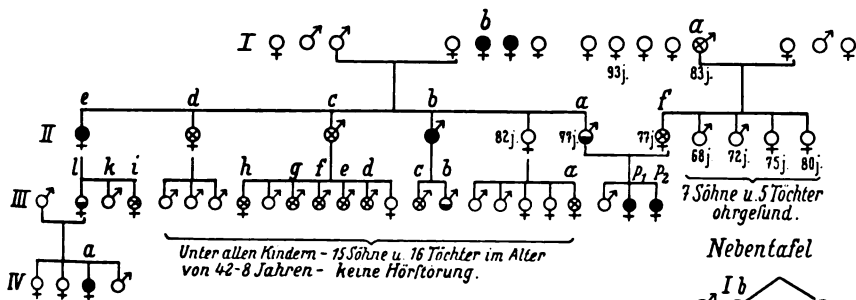 b a
I
93j. 83j.
e d c b a f
II 82j. 77j. 77j. 68j. 72j. 75j. 80j.
l k i h g f e d c b a p1 p2
III
7 Söhne u. 5 Töchter
ohrgesund.
a
Unter allen Kindern - 15 Söhne u. 16 Töchter im Alter
von 42-8 Jahren - keine Hörstörung.
Nebentafel
IV
I b